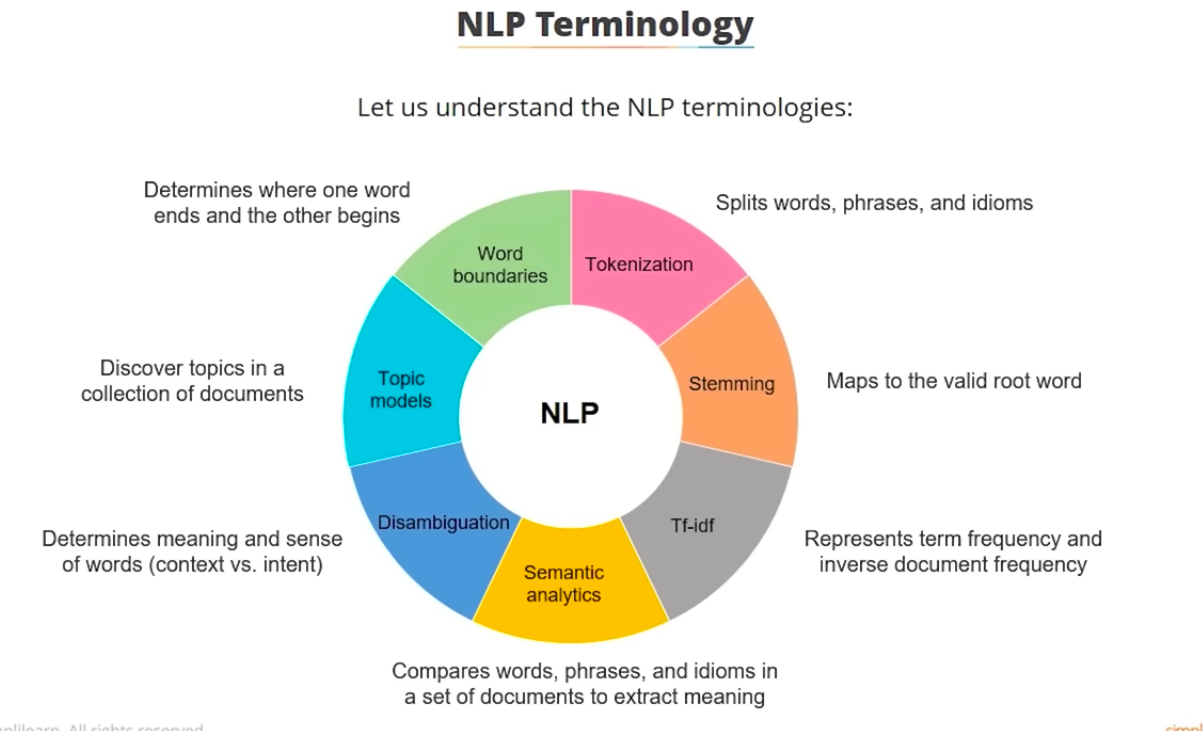 NLP Terminology
Let us understand the NLP terminologies:
Determines where one word
ends and the other begins
Splits words, phrases, and idioms
Word
boundaries
Tokenization
Discover topics in a
collection of documents
Topic
models
NLP
Stemming
Maps to the valid root word
Determines meaning and sense
of words (context vs. intent)
Disambiguation
Tf-idf
Represents term frequency and
inverse document frequency
Semantic
analytics
Compares words, phrases, and idioms in
a set of documents to extract meaning
All rights reserved